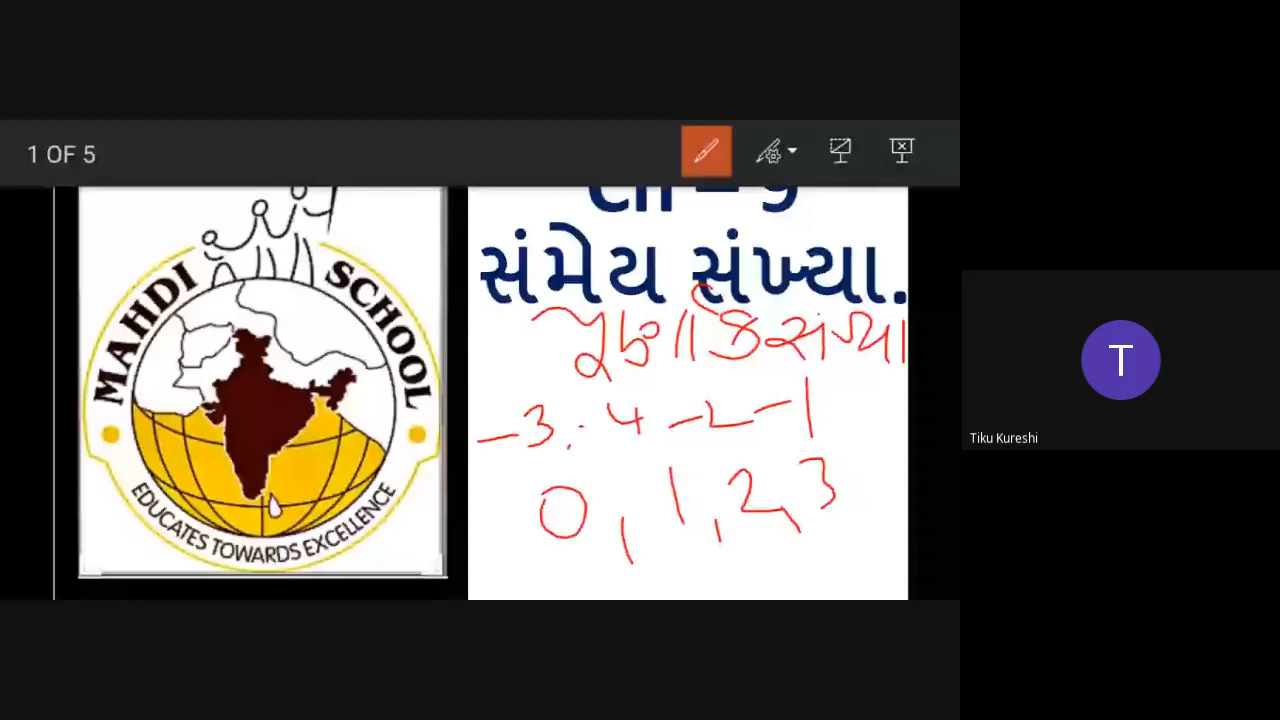 1 OF 5
MAHDI SCHOOL
EDUCATES TOWARDS EXCELLENCE
સંમેય સંખ્યા.
પૂર્ણાંક સંખ્યા
-3. -4 -2 -1
0, 1, 2, 3
T
Tiku Kureshi